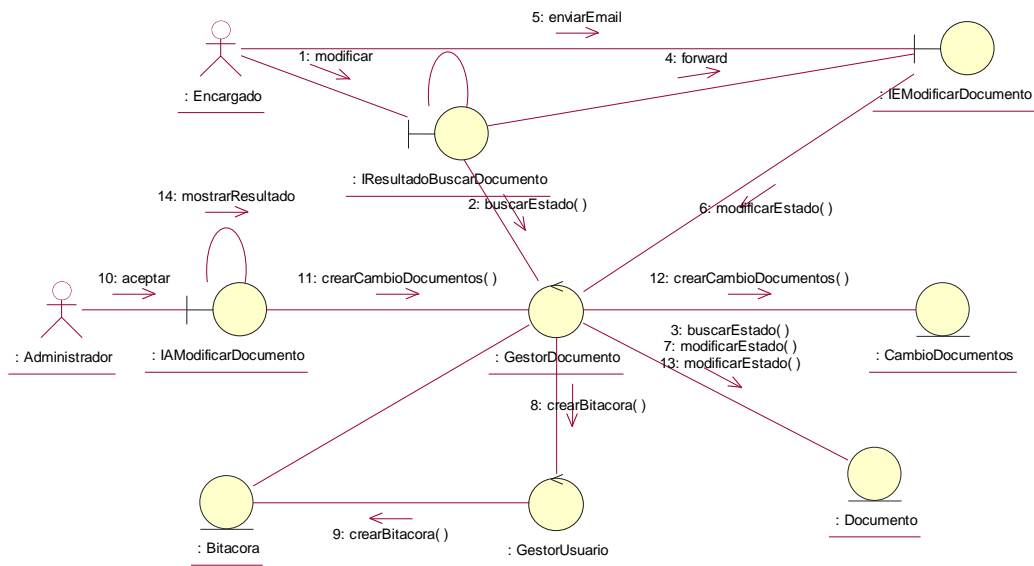 5: enviarEmail
1: modificar
4: forward
: Encargado
: IEModificarDocumento
: IResultadoBuscarDocumento
14: mostrarResultado
2: buscarEstado( )
6: modificarEstado( )
10: aceptar
11: crearCambioDocumentos( )
12: crearCambioDocumentos( )
3: buscarEstado( )
7: modificarEstado( )
13: modificarEstado( )
: Administrador
: IAModificarDocumento
: GestorDocumento
: CambioDocumentos
8: crearBitacora( )
: Documento
9: crearBitacora( )
: Bitacora
: GestorUsuario